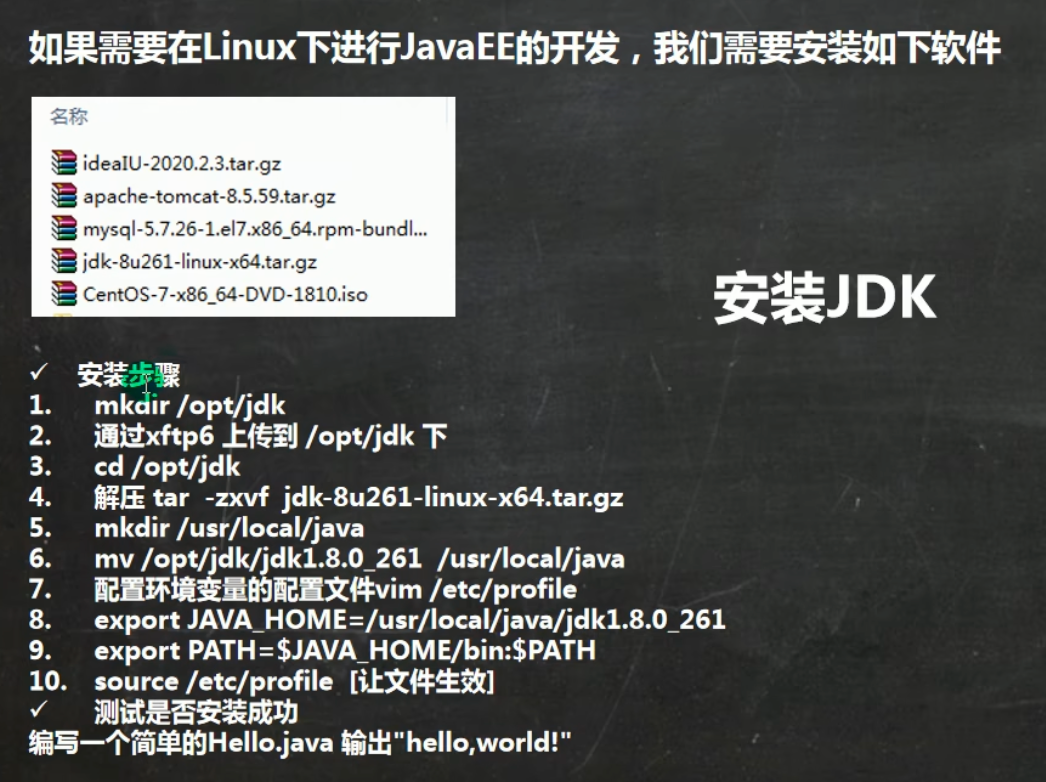 如果需要在Linux下进行JavaEE的开发，我们需要安装如下软件
名称
ideaIU-2020.2.3.tar.gz
apache-tomcat-8.5.59.tar.gz
mysql-5.7.26-1.el7.x86_64.rpm-bundl...
jdk-8u261-linux-x64.tar.gz
CentOS-7-x86_64-DVD-1810.iso
安装JDK
✓ 安装步骤
1. mkdir /opt/jdk
2. 通过xftp6 上传到 /opt/jdk 下
3. cd /opt/jdk
4. 解压 tar -zxvf jdk-8u261-linux-x64.tar.gz
5. mkdir /usr/local/java
6. mv /opt/jdk/jdk1.8.0_261 /usr/local/java
7. 配置环境变量的配置文件vim /etc/profile
8. export JAVA_HOME=/usr/local/java/jdk1.8.0_261
9. export PATH=$JAVA_HOME/bin:$PATH
10. source /etc/profile [让文件生效]
✓ 测试是否安装成功
编写一个简单的Hello.java 输出"hello,world!"